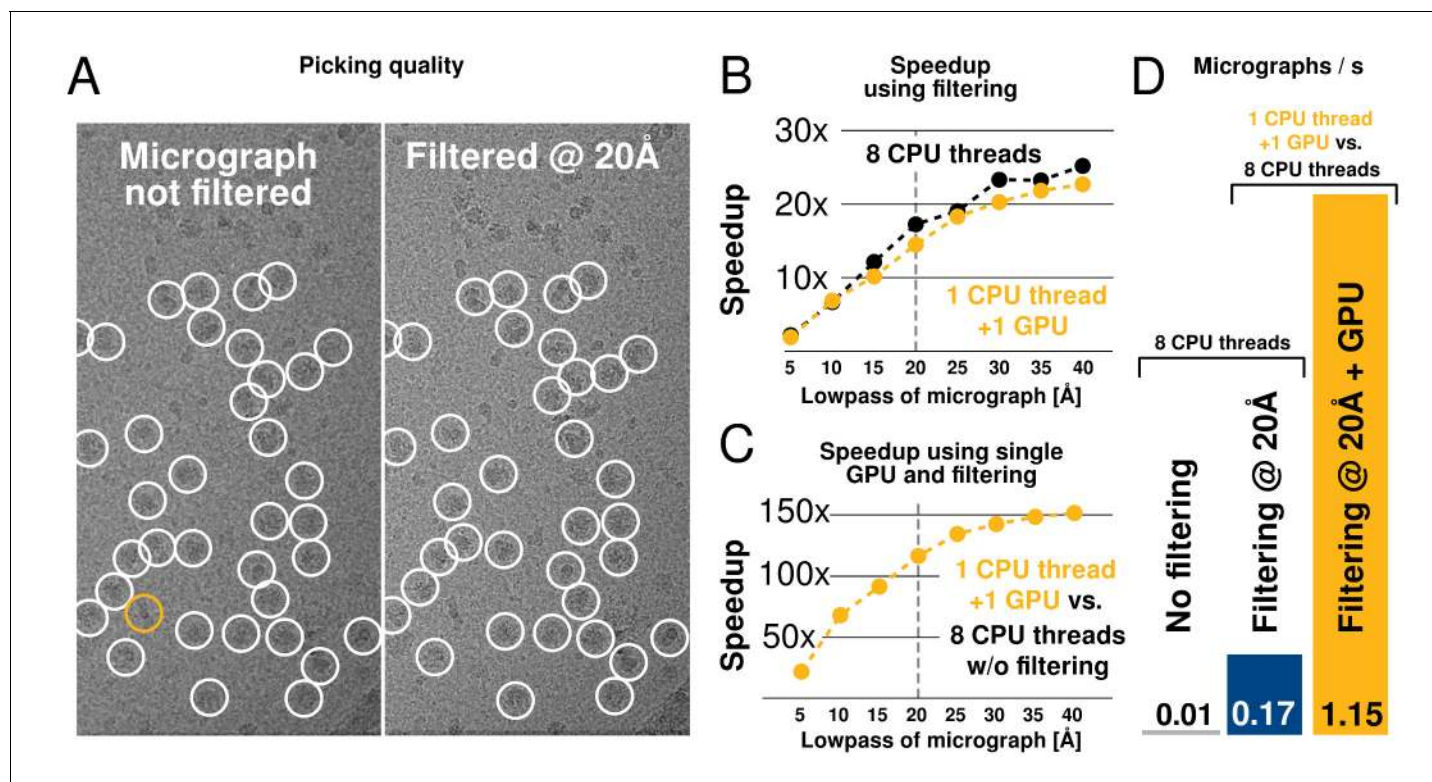 A
Picking quality
Micrograph
not filtered
Filtered @ 20Å
B
Speedup
using filtering
30x
20x
10x
Speedup
8 CPU threads
1 CPU thread
+1 GPU
5 10 15 20 25 30 35 40
Lowpass of micrograph [Å]
C
Speedup using single
GPU and filtering
150x
100x
50x
Speedup
1 CPU thread
+1 GPU vs.
8 CPU threads
w/o filtering
5 10 15 20 25 30 35 40
Lowpass of micrograph [Å]
D
Micrographs / s
1 CPU thread
+1 GPU vs.
8 CPU threads
8 CPU threads
No filtering
Filtering @ 20Å
Filtering @ 20Å + GPU
0.01
0.17
1.15